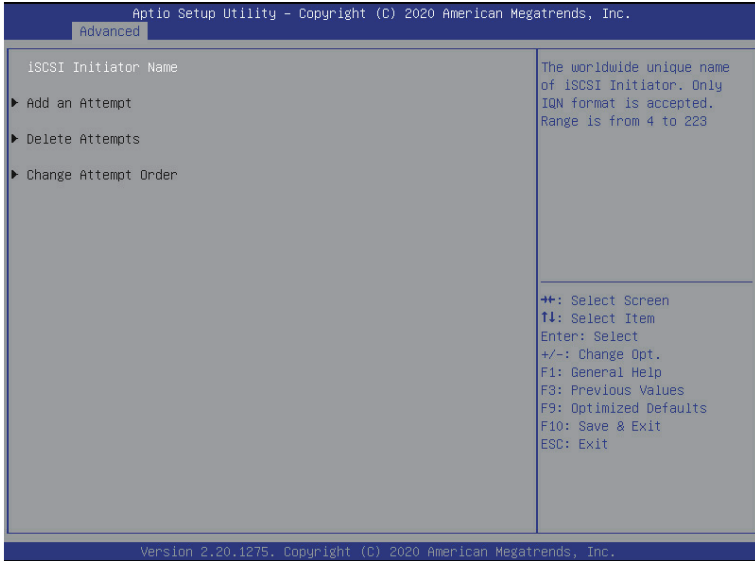 Aptio Setup Utility – Copyright (C) 2020 American Megatrends, Inc.
Advanced
iSCSI Initiator Name
▶ Add an Attempt
▶ Delete Attempts
▶ Change Attempt Order
The worldwide unique name
of iSCSI Initiator. Only
IQN format is accepted.
Range is from 4 to 223
→←: Select Screen
↑↓: Select Item
Enter: Select
+/-: Change Opt.
F1: General Help
F3: Previous Values
F9: Optimized Defaults
F10: Save & Exit
ESC: Exit
Version 2.20.1275. Copyright (C) 2020 American Megatrends, Inc.